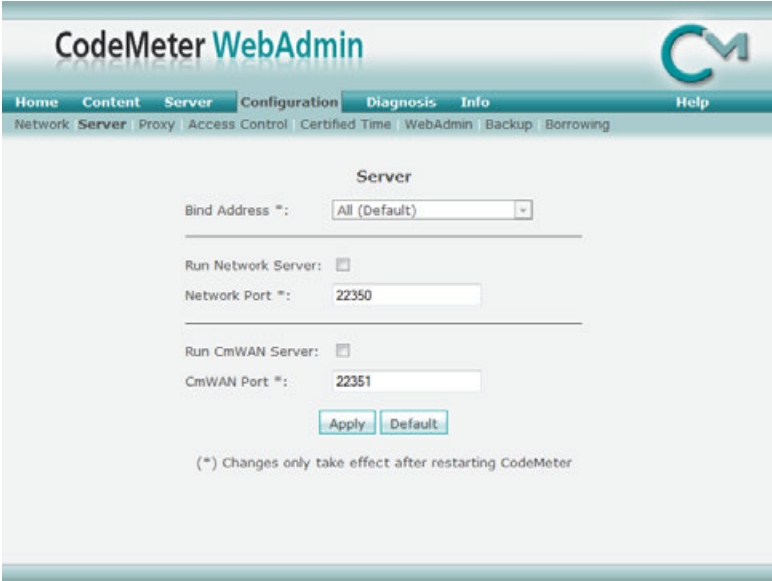 CodeMeter WebAdmin
CM
Home Content Server Configuration Diagnosis Info Help
Network | Server | Proxy | Access Control | Certified Time | WebAdmin | Backup | Borrowing
Server
Bind Address *: All (Default)
Run Network Server:
Network Port *: 22350
Run CmWAN Server:
CmWAN Port *: 22351
Apply Default
(*) Changes only take effect after restarting CodeMeter